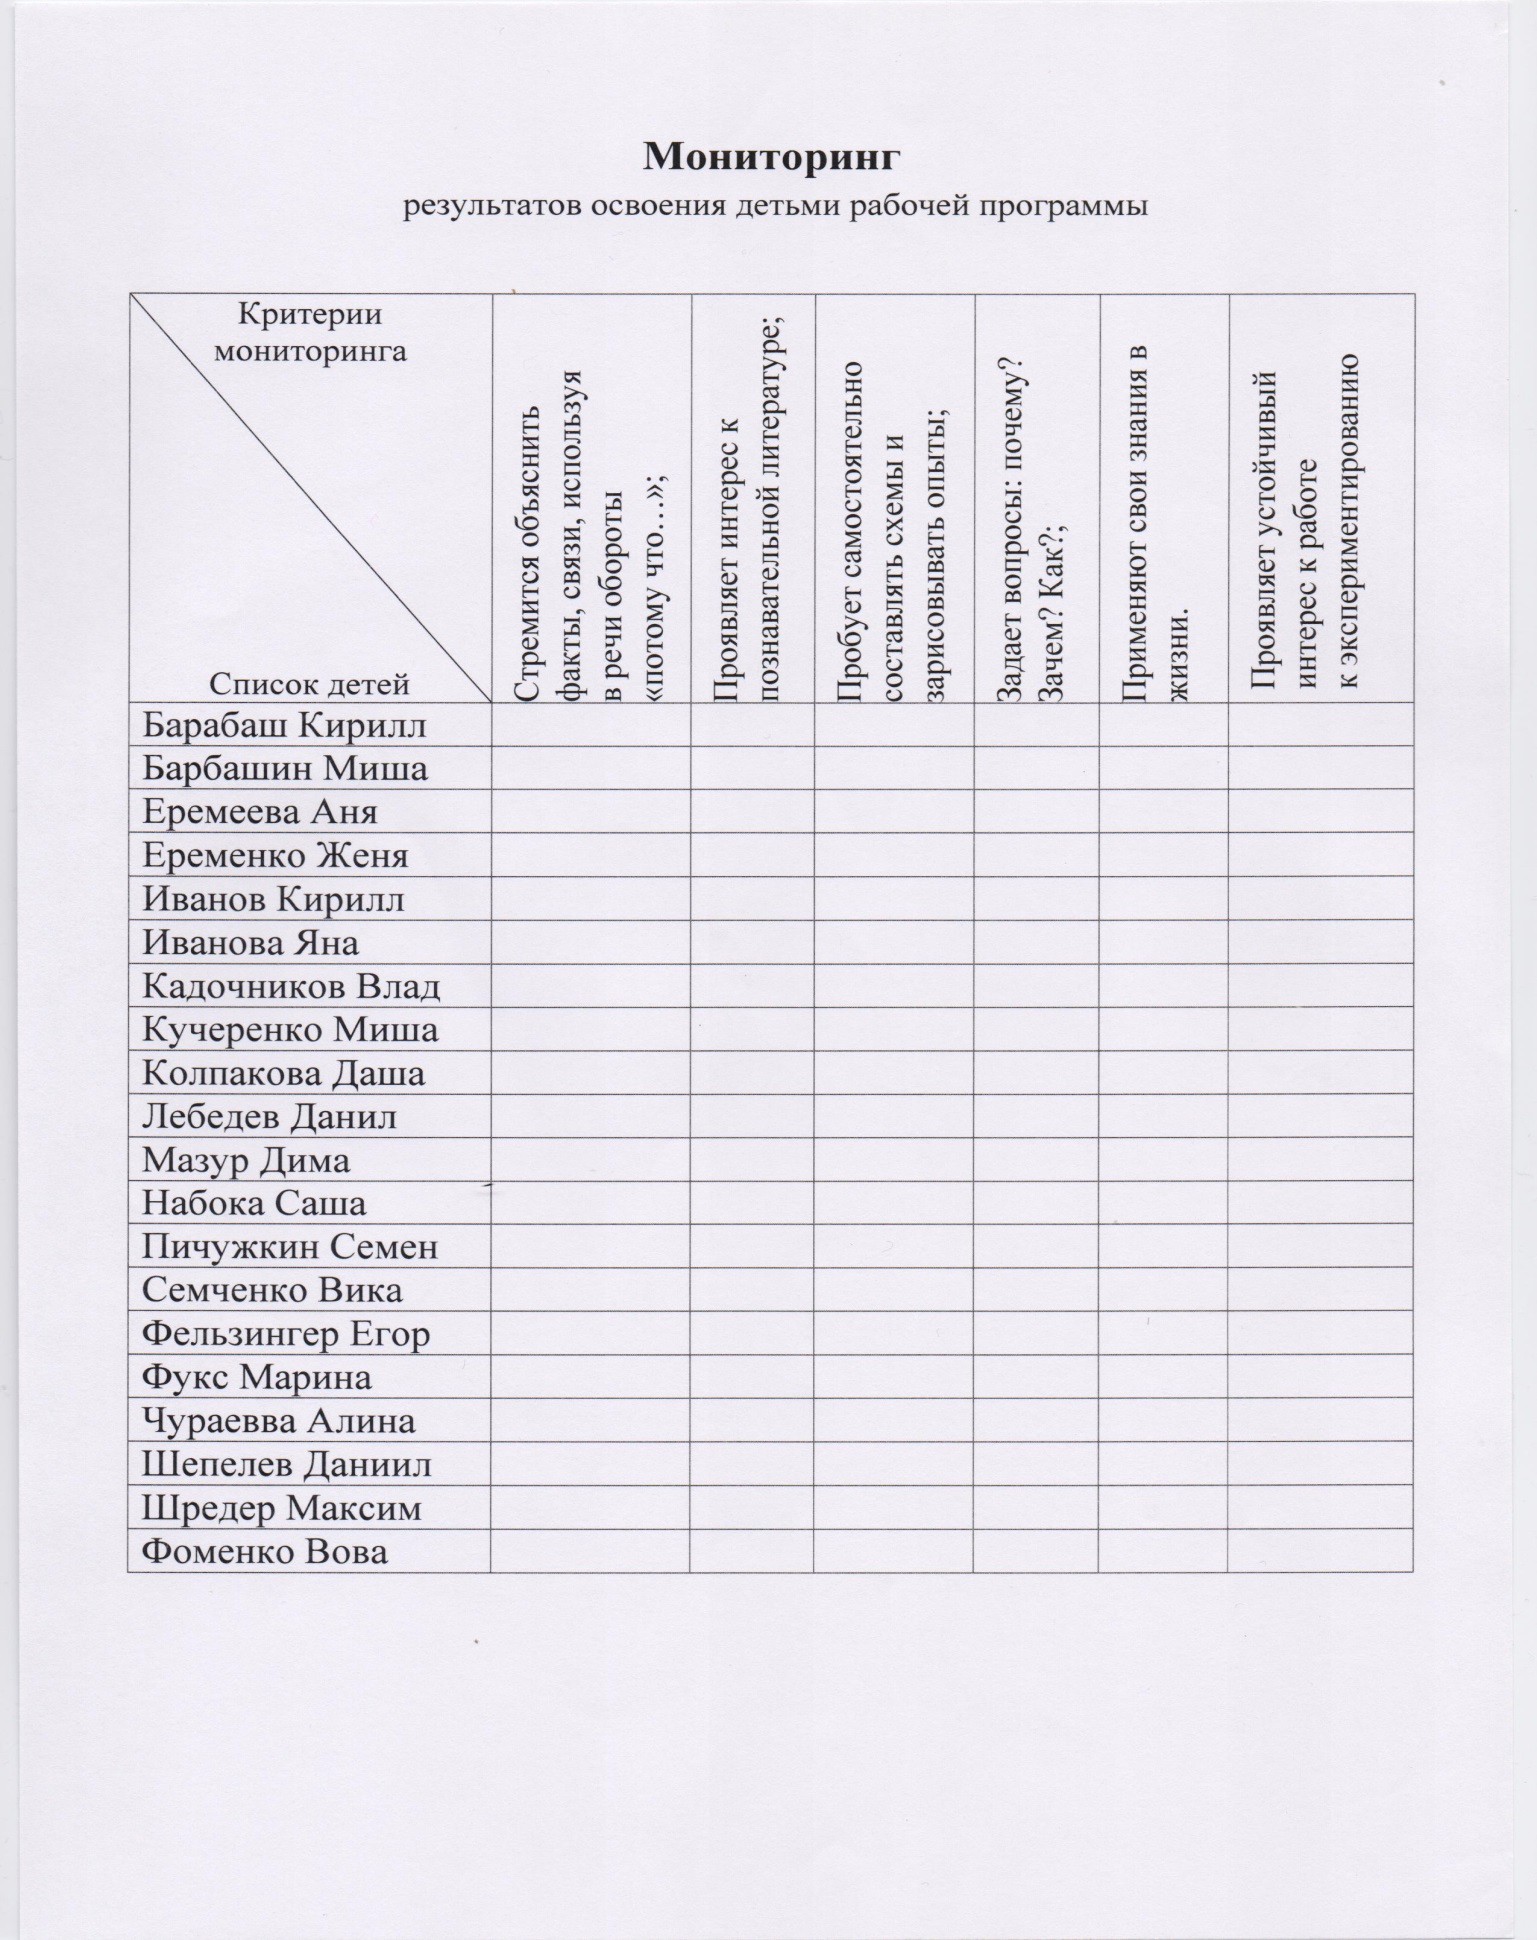 Мониторинг
результатов освоения детьми рабочей программы
Критерии
мониторинга
Список детей
Стремится объяснить
факты, связи, используя
в речи обороты
«потому что…»;
Проявляет интерес к
познавательной литературе;
Пробует самостоятельно
составлять схемы и
зарисовывать опыты;
Задает вопросы: почему?
Зачем? Как?;
Применяют свои знания в
жизни.
Проявляет устойчивый
интерес к работе
к экспериментированию
Барабаш Кирилл
Барбашин Миша
Еремеева Аня
Еременко Женя
Иванов Кирилл
Иванова Яна
Кадочников Влад
Кучеренко Миша
Колпакова Даша
Лебедев Данил
Мазур Дима
Набока Саша
Пичужкин Семен
Семченко Вика
Фельзингер Егор
Фукс Марина
Чураевва Алина
Шепелев Даниил
Шредер Максим
Фоменко Вова